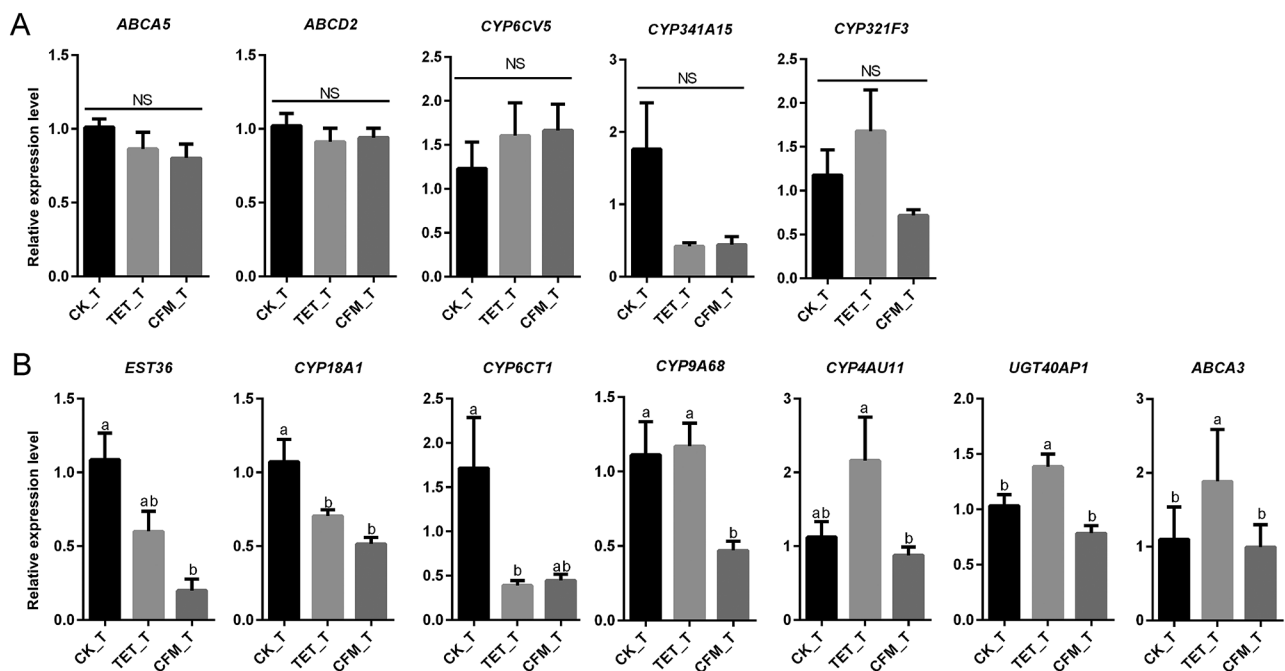 A
ABCA5
ABCD2
CYP6CV5
CYP341A15
CYP321F3
Relative expression level
1.5
1.0
0.5
0.0
NS
CK_T
TET_T
CFM_T
1.5
1.0
0.5
0.0
NS
CK_T
TET_T
CFM_T
2.5
2.0
1.5
1.0
0.5
0.0
NS
CK_T
TET_T
CFM_T
3
2
1
0
NS
CK_T
TET_T
CFM_T
2.5
2.0
1.5
1.0
0.5
0.0
NS
CK_T
TET_T
CFM_T
B
EST36
CYP18A1
CYP6CT1
CYP9A68
CYP4AU11
UGT40AP1
ABCA3
Relative expression level
1.5
1.0
0.5
0.0
a
ab
b
CK_T
TET_T
CFM_T
1.5
1.0
0.5
0.0
a
b
b
CK_T
TET_T
CFM_T
2.5
2.0
1.5
1.0
0.5
0.0
a
b
ab
CK_T
TET_T
CFM_T
1.5
1.0
0.5
0.0
a
a
b
CK_T
TET_T
CFM_T
3
2
1
0
ab
a
b
CK_T
TET_T
CFM_T
2.0
1.5
1.0
0.5
0.0
b
a
b
CK_T
TET_T
CFM_T
3
2
1
0
b
a
b
CK_T
TET_T
CFM_T